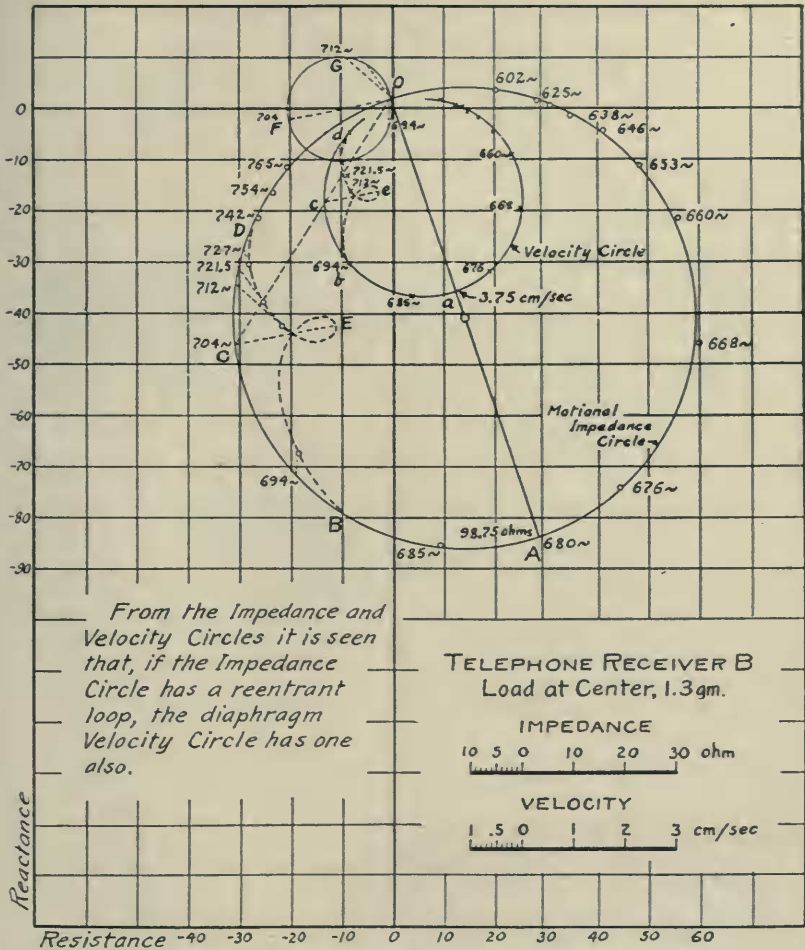 712~
G
O
602~
625~
0
704
F
694~
638~
646~
d
-10
765~
660~
653~
721.5~
754~
713~
e
-20
742~
c
668
660~
D
Velocity Circle
727~
694~
676
-30
721.5
b
712~
685~
a
3.75 cm/sec
-40
E
704~
C
668~
-50
Motional
Impedance
Circle
-60
-70
694~
676~
-80
B
98.75 ohms
685~
A
680~
-90
From the Impedance and
Velocity Circles it is seen
that, if the Impedance
Circle has a reentrant
loop, the diaphragm
Velocity Circle has one
also.
TELEPHONE RECEIVER B
Load at Center, 1.3gm.
IMPEDANCE
10 5 0 10 20 30 ohm
VELOCITY
1 .5 0 1 2 3 cm/sec
Reactance
Resistance -40 -30 -20 -10 0 10 20 30 40 50 60